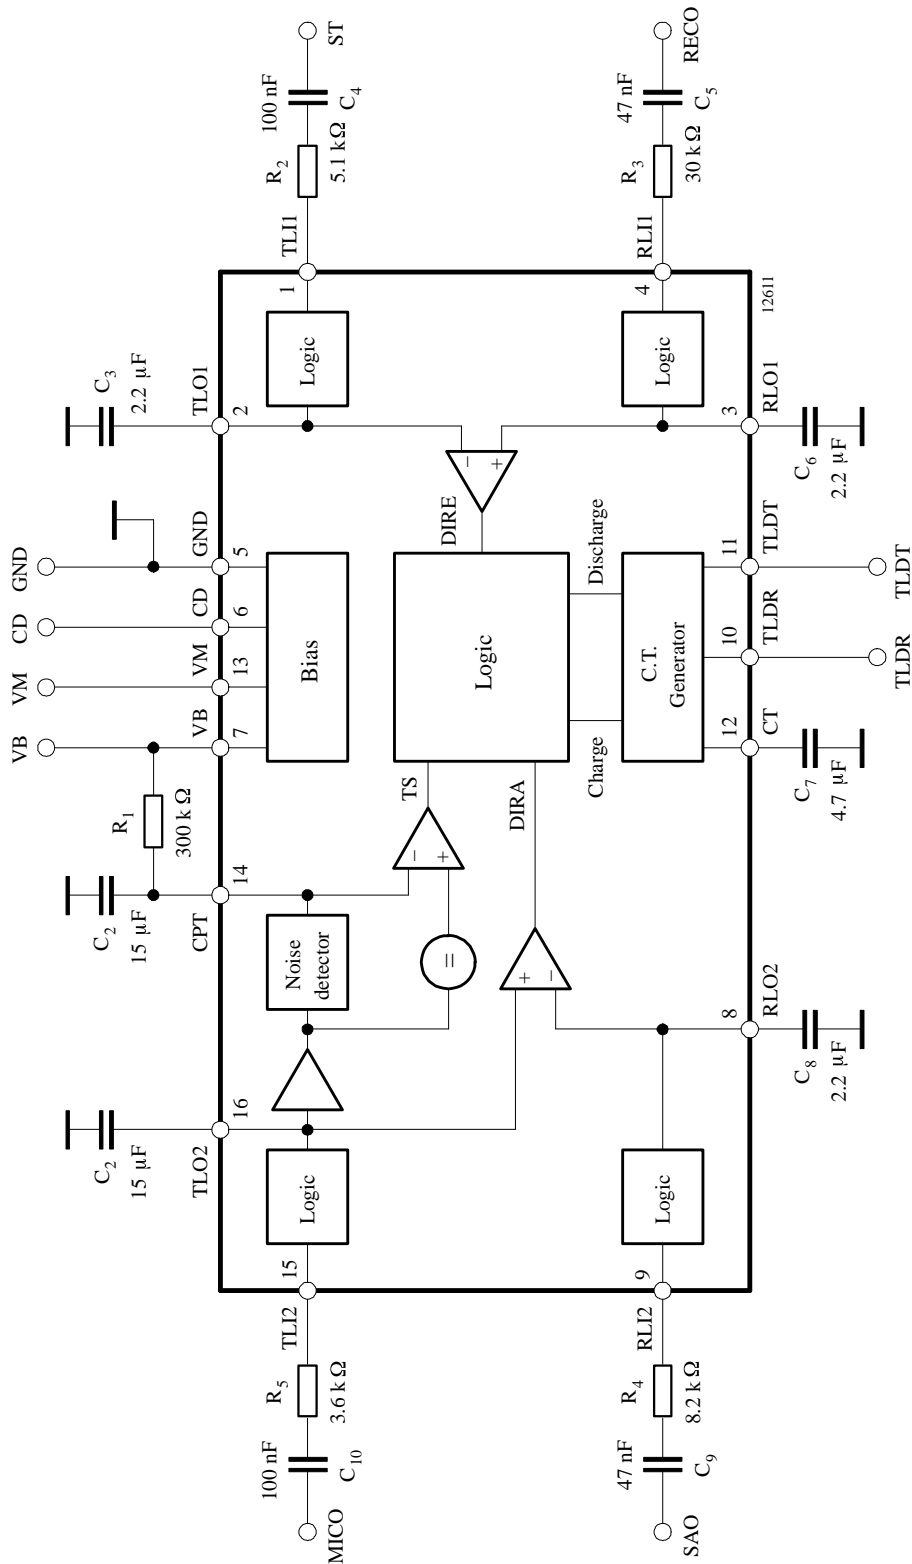 VB
VM
CD
GND
C2
15 µF
C2
15 µF
R1
300 k Ω
C3
2.2 µF
TLO2
CPT
VB
VM
CD
GND
TLO1
16
14
7
13
6
5
2
MICO
100 nF
C10
R5
3.6 k Ω
TLI2
15
Logic
Noise
detector
Bias
Logic
1
TLI1
R2
5.1 kΩ
100 nF
C4
ST
=
−
+
TS
+
−
DIRA
Logic
DIRE
−
+
Charge
Discharge
SAO
47 nF
C9
R4
8.2 k Ω
RLI2
9
Logic
C.T.
Generator
Logic
4
RLI1
R3
30 k Ω
47 nF
C5
RECO
8
12
10
11
3
RLO2
CT
TLDR
TLDT
RLO1
12611
C8
2.2 µF
C7
4.7 µF
TLDR
TLDT
C6
2.2 µF